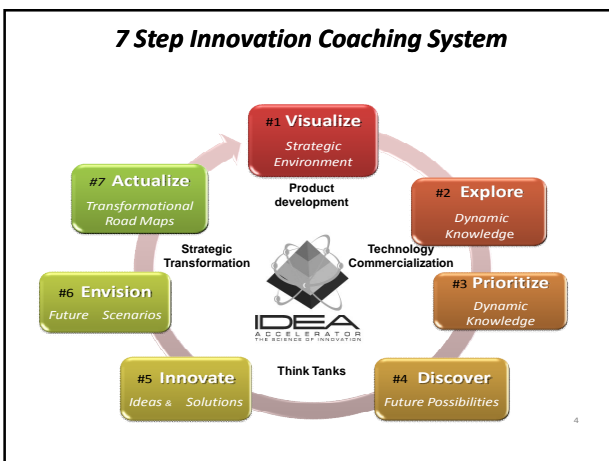 7 Step Innovation Coaching System
#1 Visualize
Strategic
Environment
Product
development
#2 Explore
Dynamic
Knowledge
Technology
Commercialization
#3 Prioritize
Dynamic
Knowledge
#4 Discover
Future Possibilities
Think Tanks
#5 Innovate
Ideas & Solutions
#6 Envision
Future Scenarios
#7 Actualize
Transformational
Road Maps
Strategic
Transformation
IDEA
ACCELERATOR
THE SCIENCE OF INNOVATION
4